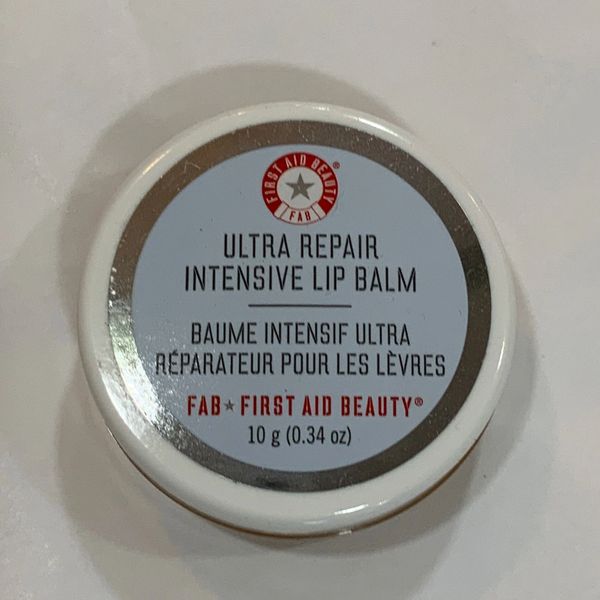 FIRST AID BEAUTY®
FAB
ULTRA REPAIR
INTENSIVE LIP BALM
BAUME INTENSIF ULTRA
RÉPARATEUR POUR LES LÈVRES
FAB★FIRST AID BEAUTY®
10 g (0.34 oz)